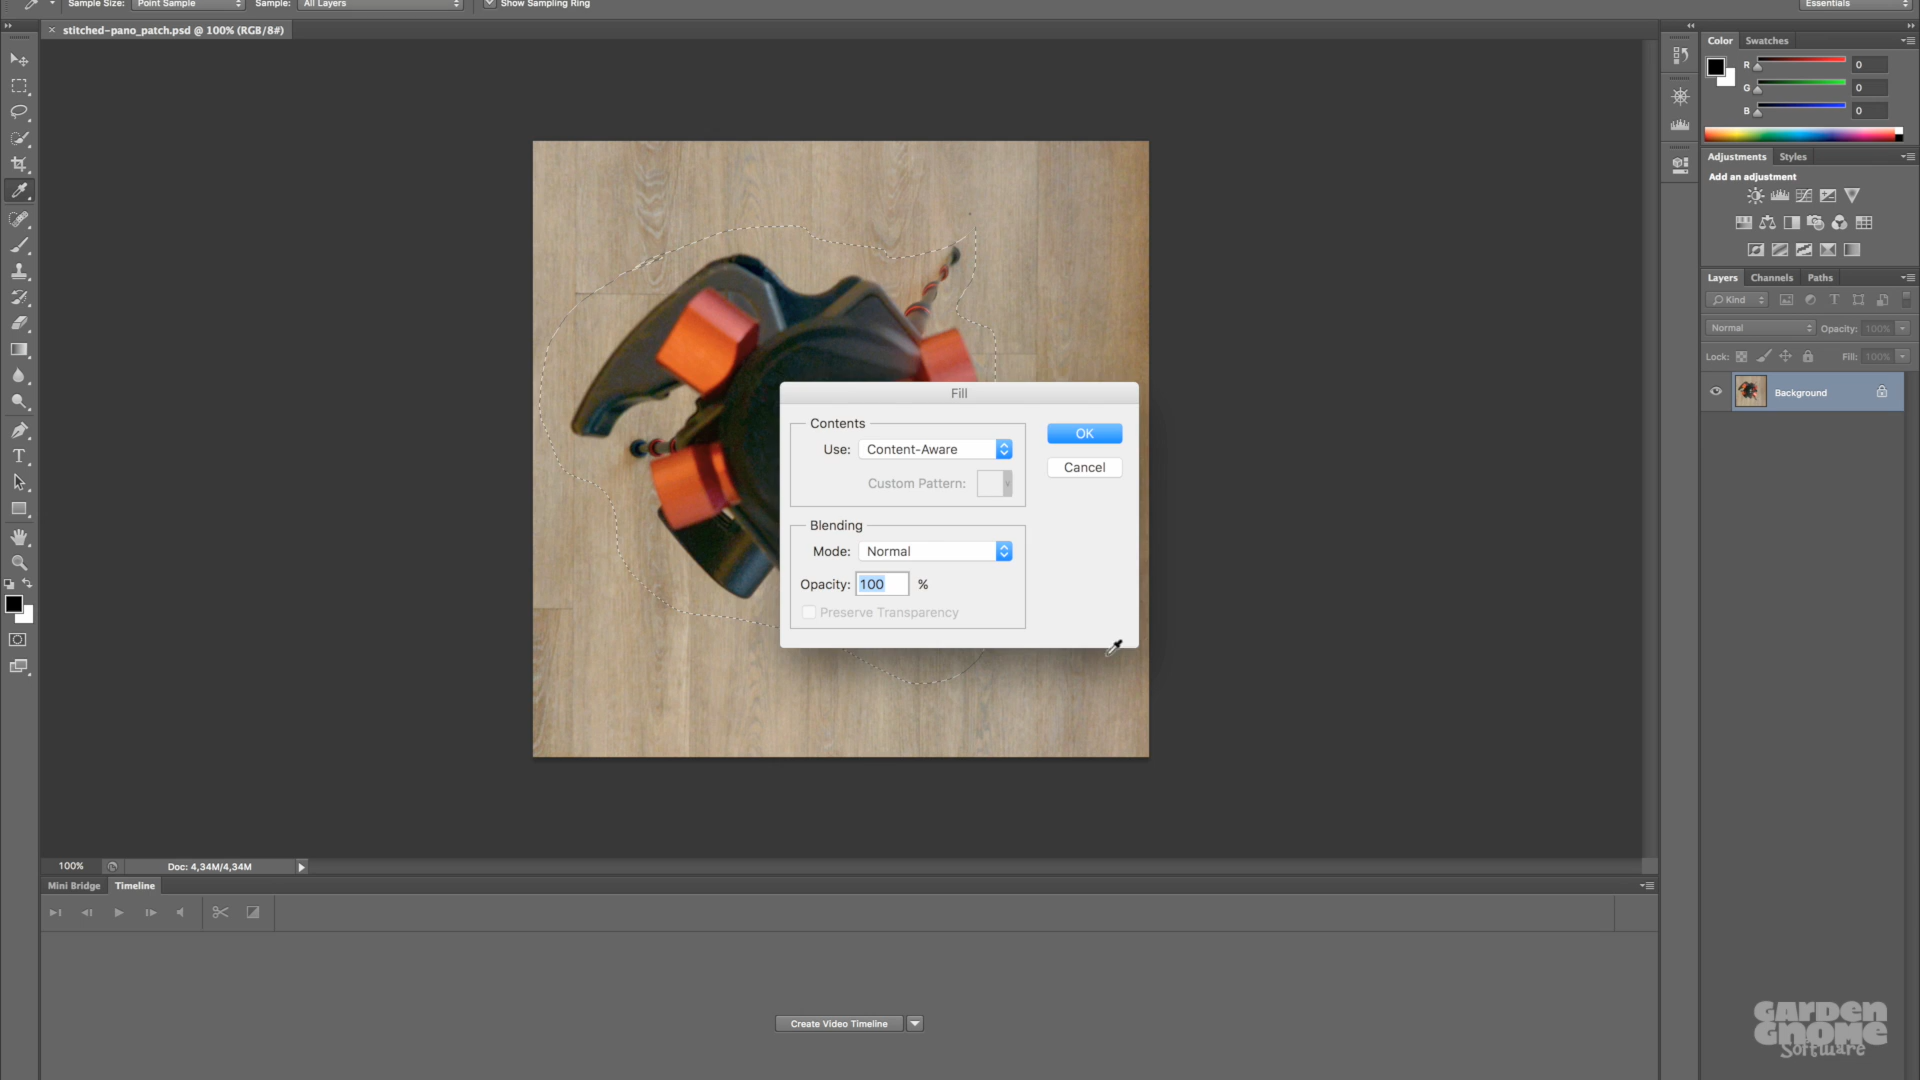 Sample Size: Point Sample Sample: All Layers Show Sampling Ring Essentials
× stitched-pano_patch.psd @ 100% (RGB/8#)
Color Swatches
R 0
G 0
B 0
Adjustments Styles
Add an adjustment
Layers Channels Paths
Kind
Normal Opacity: 100%
Lock: Fill: 100%
Background
Fill
Contents
Use: Content-Aware
Custom Pattern:
OK
Cancel
Blending
Mode: Normal
Opacity: 100 %
Preserve Transparency
100% Doc: 4,34M/4,34M
Mini Bridge Timeline
Create Video Timeline
GARDEN
GNOME
Software